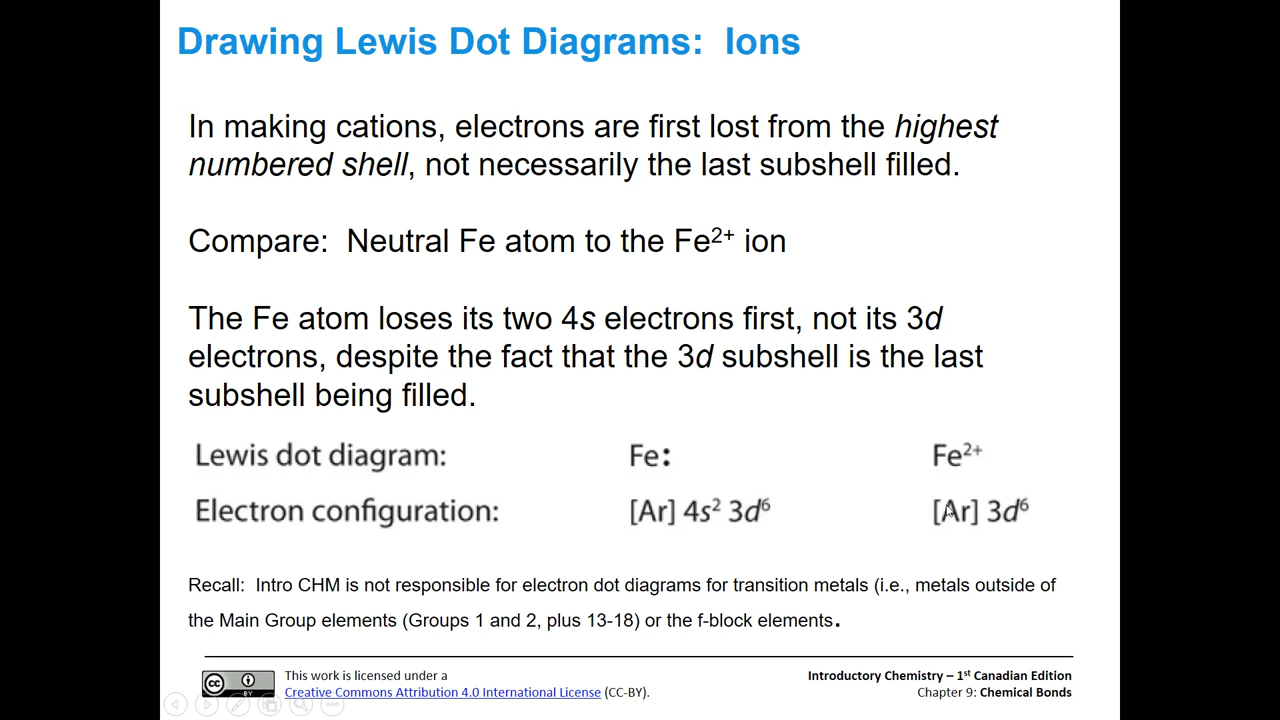 Drawing Lewis Dot Diagrams:  Ions
In making cations, electrons are first lost from the highest
numbered shell, not necessarily the last subshell filled.
Compare:  Neutral Fe atom to the Fe²⁺ ion
The Fe atom loses its two 4s electrons first, not its 3d
electrons, despite the fact that the 3d subshell is the last
subshell being filled.
Lewis dot diagram: Fe: Fe²⁺
Electron configuration: [Ar] 4s² 3d⁶ [Ar] 3d⁶
Recall:  Intro CHM is not responsible for electron dot diagrams for transition metals (i.e., metals outside of
the Main Group elements (Groups 1 and 2, plus 13-18) or the f-block elements.
cc BY
This work is licensed under a
Creative Commons Attribution 4.0 International License (CC-BY).
Introductory Chemistry – 1st Canadian Edition
Chapter 9: Chemical Bonds